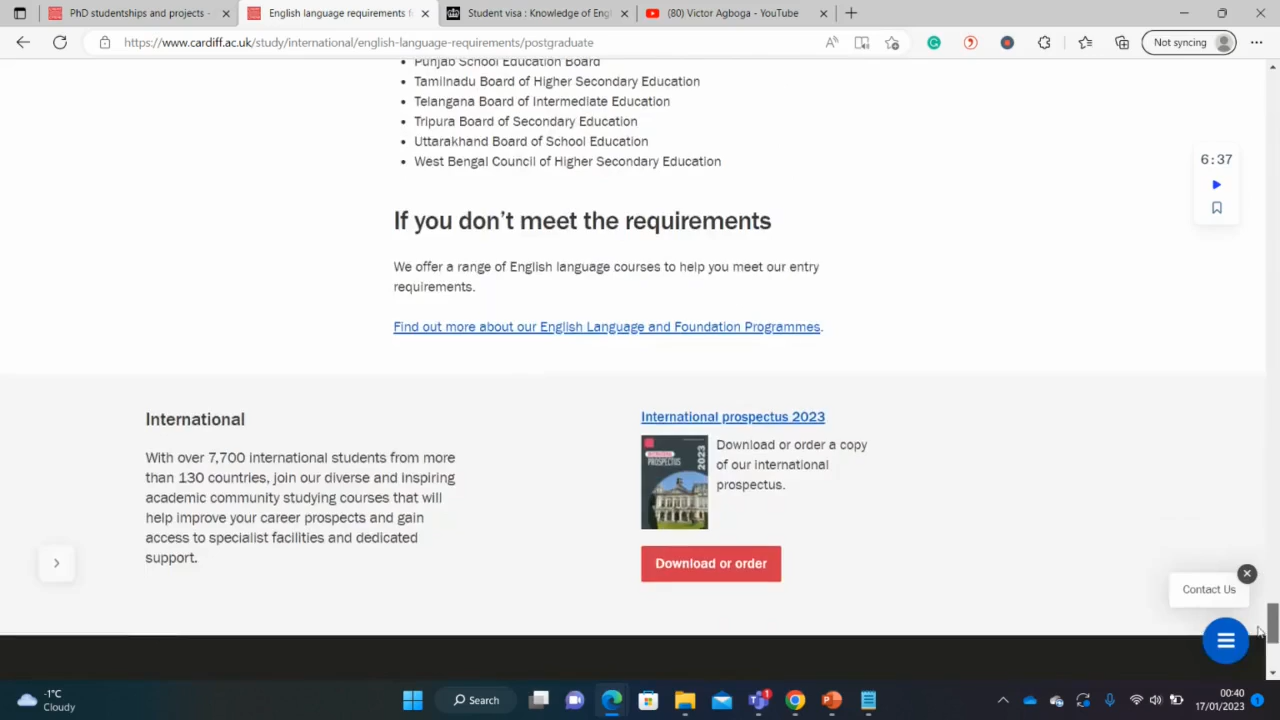 PhD studentships and projects -
English language requirements f
Student visa : Knowledge of Engl
(80) Victor Agboga - YouTube
https://www.cardiff.ac.uk/study/international/english-language-requirements/postgraduate
Not syncing
Punjab School Education Board
Tamilnadu Board of Higher Secondary Education
Telangana Board of Intermediate Education
Tripura Board of Secondary Education
Uttarakhand Board of School Education
West Bengal Council of Higher Secondary Education
6:37
If you don’t meet the requirements
We offer a range of English language courses to help you meet our entry
requirements.
Find out more about our English Language and Foundation Programmes.
International
With over 7,700 international students from more
than 130 countries, join our diverse and inspiring
academic community studying courses that will
help improve your career prospects and gain
access to specialist facilities and dedicated
support.
International prospectus 2023
PROSPECTUS
2023
Download or order a copy
of our international
prospectus.
Download or order
Contact Us
-1°C
Cloudy
Search
1
00:40
17/01/2023
1